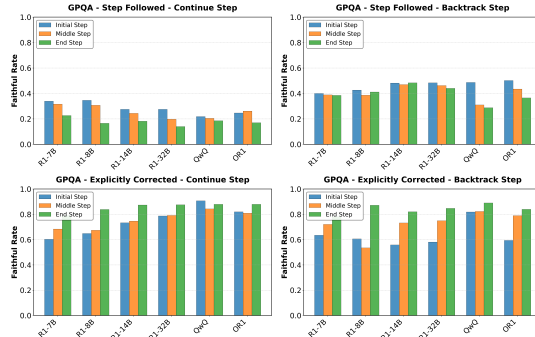 GPQA - Step Followed - Continue Step
1.0
0.8
0.6
0.4
0.2
0.0
Faithful Rate
Initial Step
Middle Step
End Step
R1-7B
R1-8B
R1-14B
R1-32B
QwQ
OR1
GPQA - Step Followed - Backtrack Step
1.0
0.8
0.6
0.4
0.2
0.0
Faithful Rate
Initial Step
Middle Step
End Step
R1-7B
R1-8B
R1-14B
R1-32B
QwQ
OR1
GPQA - Explicitly Corrected - Continue Step
1.0
0.8
0.6
0.4
0.2
0.0
Faithful Rate
Initial Step
Middle Step
End Step
R1-7B
R1-8B
R1-14B
R1-32B
QwQ
OR1
GPQA - Explicitly Corrected - Backtrack Step
1.0
0.8
0.6
0.4
0.2
0.0
Faithful Rate
Initial Step
Middle Step
End Step
R1-7B
R1-8B
R1-14B
R1-32B
QwQ
OR1